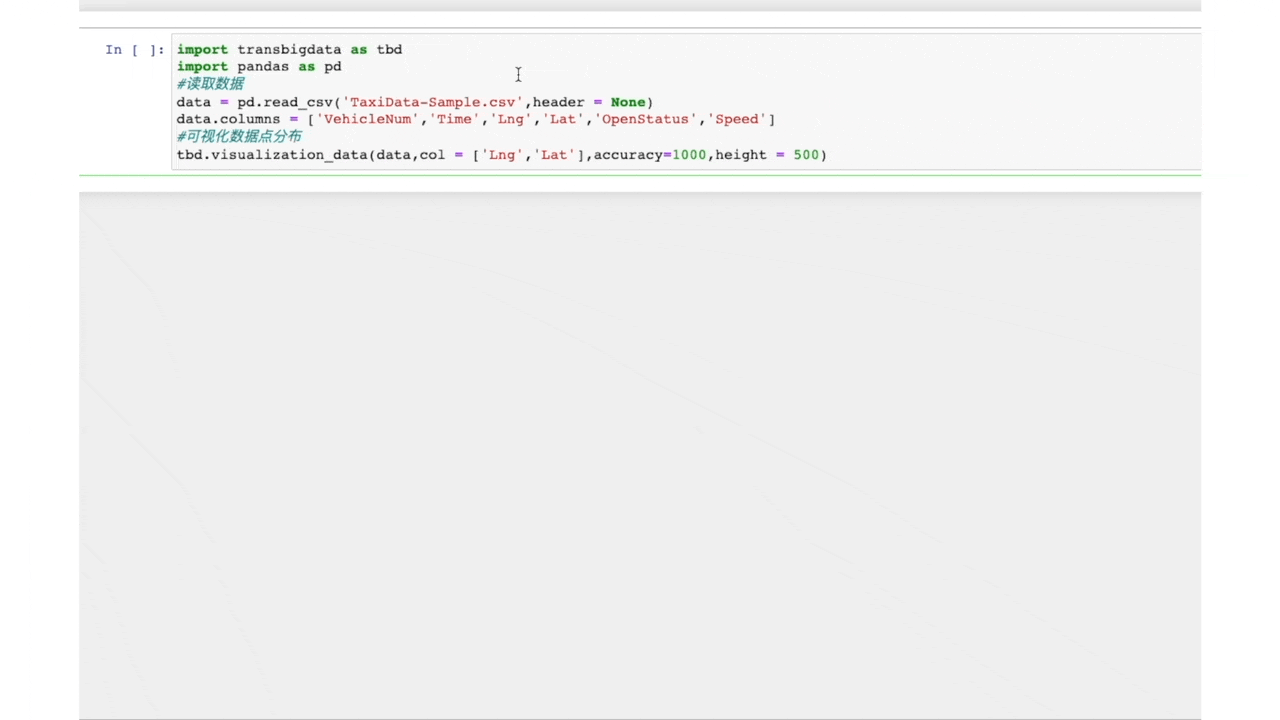 In [ ]: import transbigdata as tbd
import pandas as pd
#读取数据
data = pd.read_csv('TaxiData-Sample.csv',header = None)
data.columns = ['VehicleNum','Time','Lng','Lat','OpenStatus','Speed']
#可视化数据点分布
tbd.visualization_data(data,col = ['Lng','Lat'],accuracy=1000,height = 500)